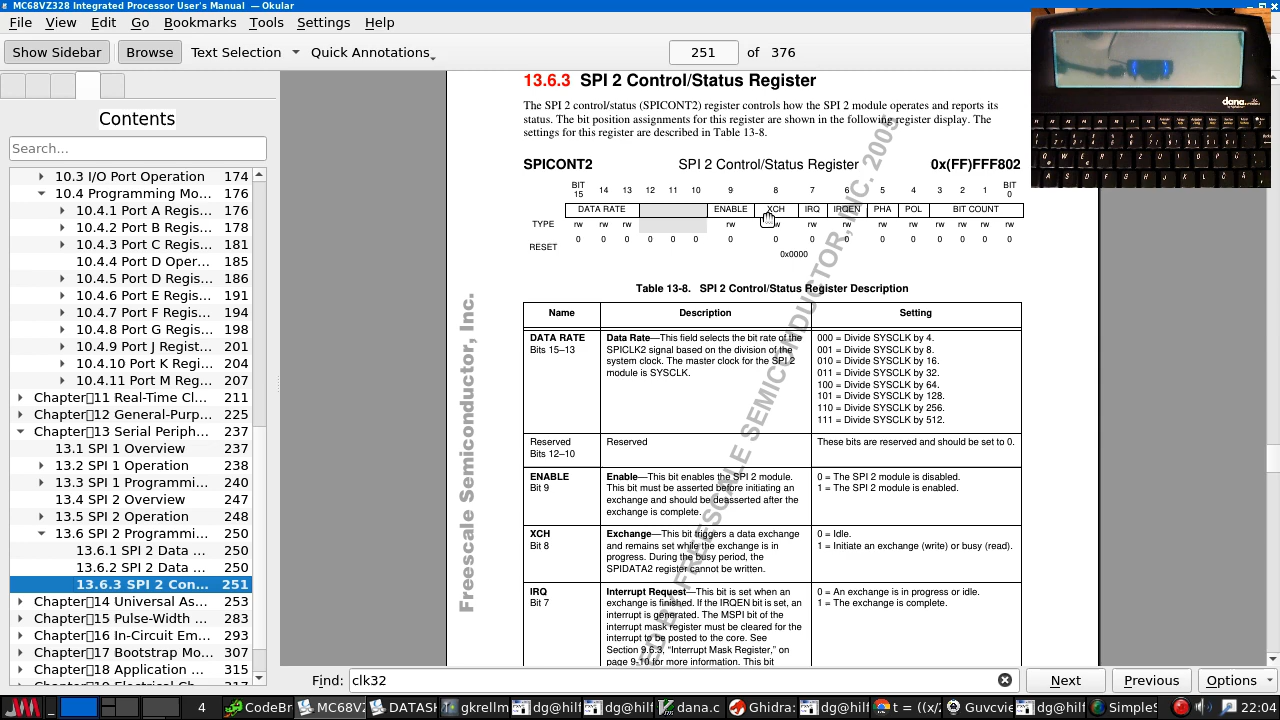 MC68VZ328 Integrated Processor User's Manual — Okular
File View Edit Go Bookmarks Tools Settings Help
Show Sidebar Browse Text Selection Quick Annotations 251 of 376
Contents
Search...
10.3 I/O Port Operation 174
10.4 Programming Mo... 176
10.4.1 Port A Regis... 176
10.4.2 Port B Regis... 178
10.4.3 Port C Regis... 181
10.4.4 Port D Oper... 185
10.4.5 Port D Regis... 186
10.4.6 Port E Regis... 191
10.4.7 Port F Regis... 194
10.4.8 Port G Regis... 198
10.4.9 Port J Regist... 201
10.4.10 Port K Regi... 204
10.4.11 Port M Reg... 207
Chapter 11 Real-Time Cl... 211
Chapter 12 General-Purp... 225
Chapter 13 Serial Periph... 237
13.1 SPI 1 Overview 237
13.2 SPI 1 Operation 238
13.3 SPI 1 Programmi... 240
13.4 SPI 2 Overview 247
13.5 SPI 2 Operation 248
13.6 SPI 2 Programmi... 250
13.6.1 SPI 2 Data ... 250
13.6.2 SPI 2 Data ... 250
13.6.3 SPI 2 Con... 251
Chapter 14 Universal As... 253
Chapter 15 Pulse-Width ... 283
Chapter 16 In-Circuit Em... 293
Chapter 17 Bootstrap Mo... 307
Chapter 18 Application ... 315
13.6.3 SPI 2 Control/Status Register
The SPI 2 control/status (SPICONT2) register controls how the SPI 2 module operates and reports its
status. The bit position assignments for this register are shown in the following register display. The
settings for this register are described in Table 13-8.
SPICONT2 SPI 2 Control/Status Register 0x(FF)FFF802
BIT 15 14 13 12 11 10 9 8 7 6 5 4 3 2 1 BIT 0
DATA RATE ENABLE XCH IRQ IRQEN PHA POL BIT COUNT
TYPE rw rw rw rw rw rw rw rw rw rw rw rw
RESET 0 0 0 0 0 0 0 0 0 0 0 0 0 0 0 0
0x0000
Table 13-8. SPI 2 Control/Status Register Description
Name Description Setting
DATA RATE
Bits 15–13
Data Rate—This field selects the bit rate of the
SPICLK2 signal based on the division of the
system clock. The master clock for the SPI 2
module is SYSCLK.
000 = Divide SYSCLK by 4.
001 = Divide SYSCLK by 8.
010 = Divide SYSCLK by 16.
011 = Divide SYSCLK by 32.
100 = Divide SYSCLK by 64.
101 = Divide SYSCLK by 128.
110 = Divide SYSCLK by 256.
111 = Divide SYSCLK by 512.
Reserved
Bits 12–10
Reserved
These bits are reserved and should be set to 0.
ENABLE
Bit 9
Enable—This bit enables the SPI 2 module.
This bit must be asserted before initiating an
exchange and should be deasserted after the
exchange is complete.
0 = The SPI 2 module is disabled.
1 = The SPI 2 module is enabled.
XCH
Bit 8
Exchange—This bit triggers a data exchange
and remains set while the exchange is in
progress. During the busy period, the
SPIDATA2 register cannot be written.
0 = Idle.
1 = Initiate an exchange (write) or busy (read).
IRQ
Bit 7
Interrupt Request—This bit is set when an
exchange is finished. If the IRQEN bit is set, an
interrupt is generated. The MSPI bit of the
interrupt mask register must be cleared for the
interrupt to be posted to the core. See
Section 9.6.3, “Interrupt Mask Register,” on
page 9-10 for more information. This bit
0 = An exchange is in progress or idle.
1 = The exchange is complete.
Freescale Semiconductor, Inc.
BY FREESCALE SEMICONDUCTOR, INC. 2005
dana
Find: clk32 Next Previous Options
4 CodeBr MC68V DATASH gkrellm dg@hilf dg@hilf dana.c Ghidra: dg@hilf t = ((x/ Guvcvie dg@hilf SimpleS 22:04